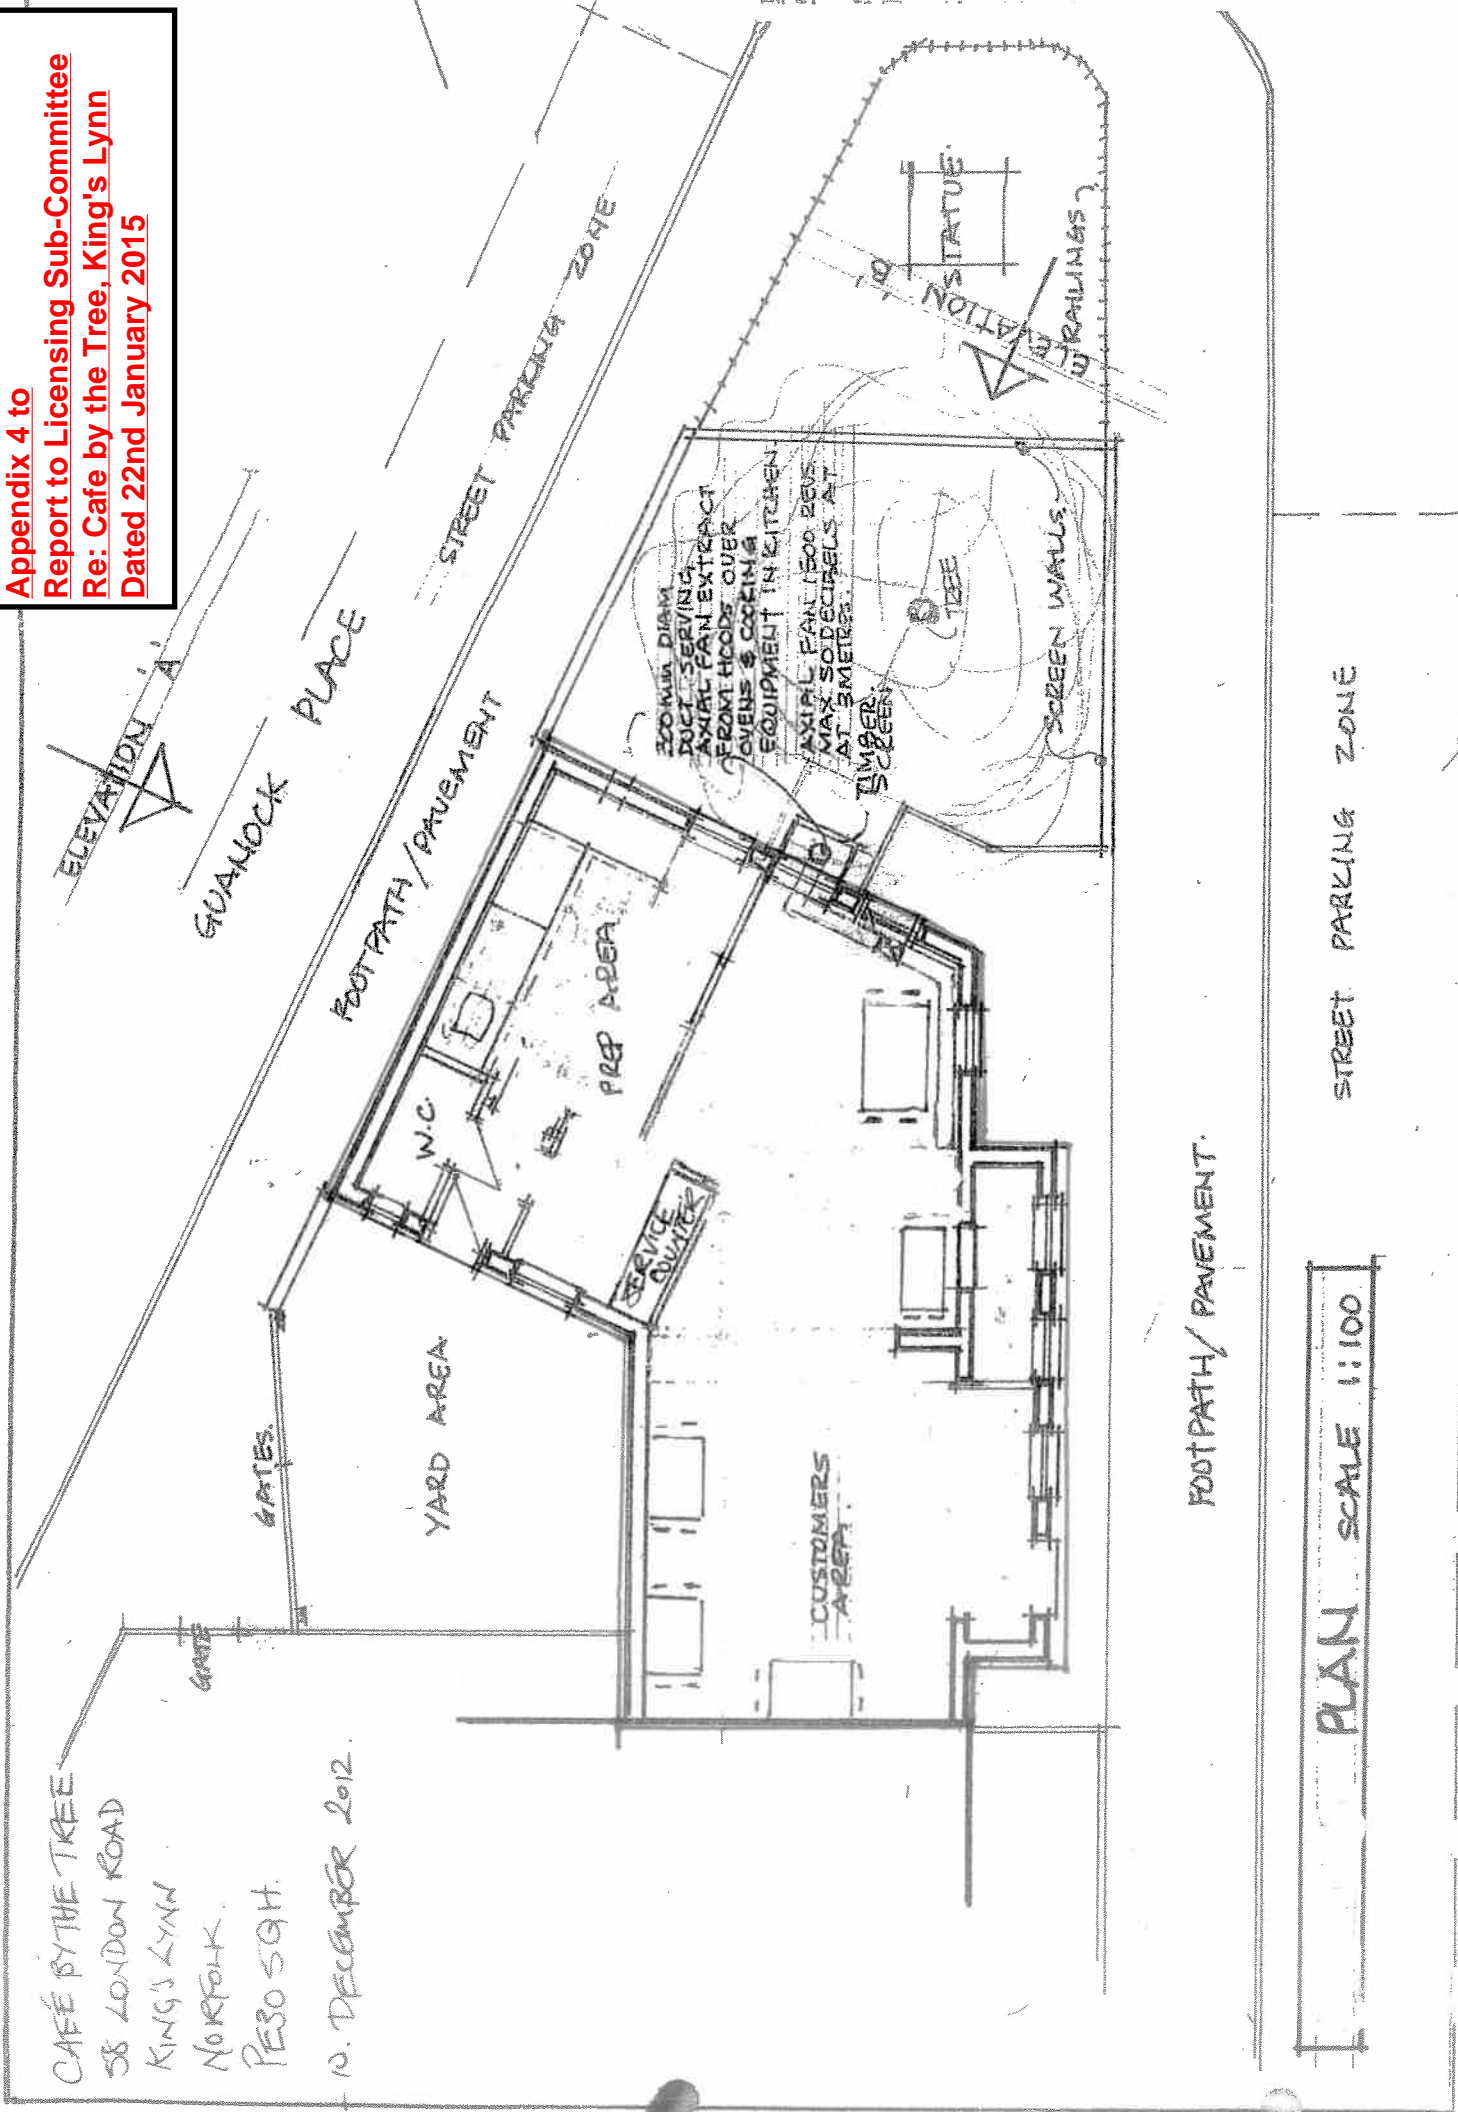 Appendix 4 to
Report to Licensing Sub-Committee
Re: Cafe by the Tree, King's Lynn
Dated 22nd January 2015
CAFÉ BY THE TREE
58 LONDON ROAD
KING'S LYNN
NORFOLK.
PE30 5QH.
10. DECEMBER 2012.
ELEVATION 'A'
GUANOCK PLACE
STREET PARKING ZONE
FOOTPATH/PAVEMENT
GATE
GATES.
YARD AREA
W.C.
PREP AREA
SERVICE
COUNTER
CUSTOMERS
AREA.
300mm DIAM
DUCT SERVING
AXIAL FAN EXTRACT
FROM HOODS OVER
OVENS & COOKING
EQUIPMENT IN KITCHEN
AXIAL FAN 1500 REVS.
MAX 50 DECIBELS AT
AT 3 METRES.
TIMBER
SCREEN.
TREE
SCREEN WALLS.
STATUE.
ELEVATION 'B'
RAILINGS
FOOTPATH/PAVEMENT.
STREET PARKING ZONE
PLAN SCALE 1:100